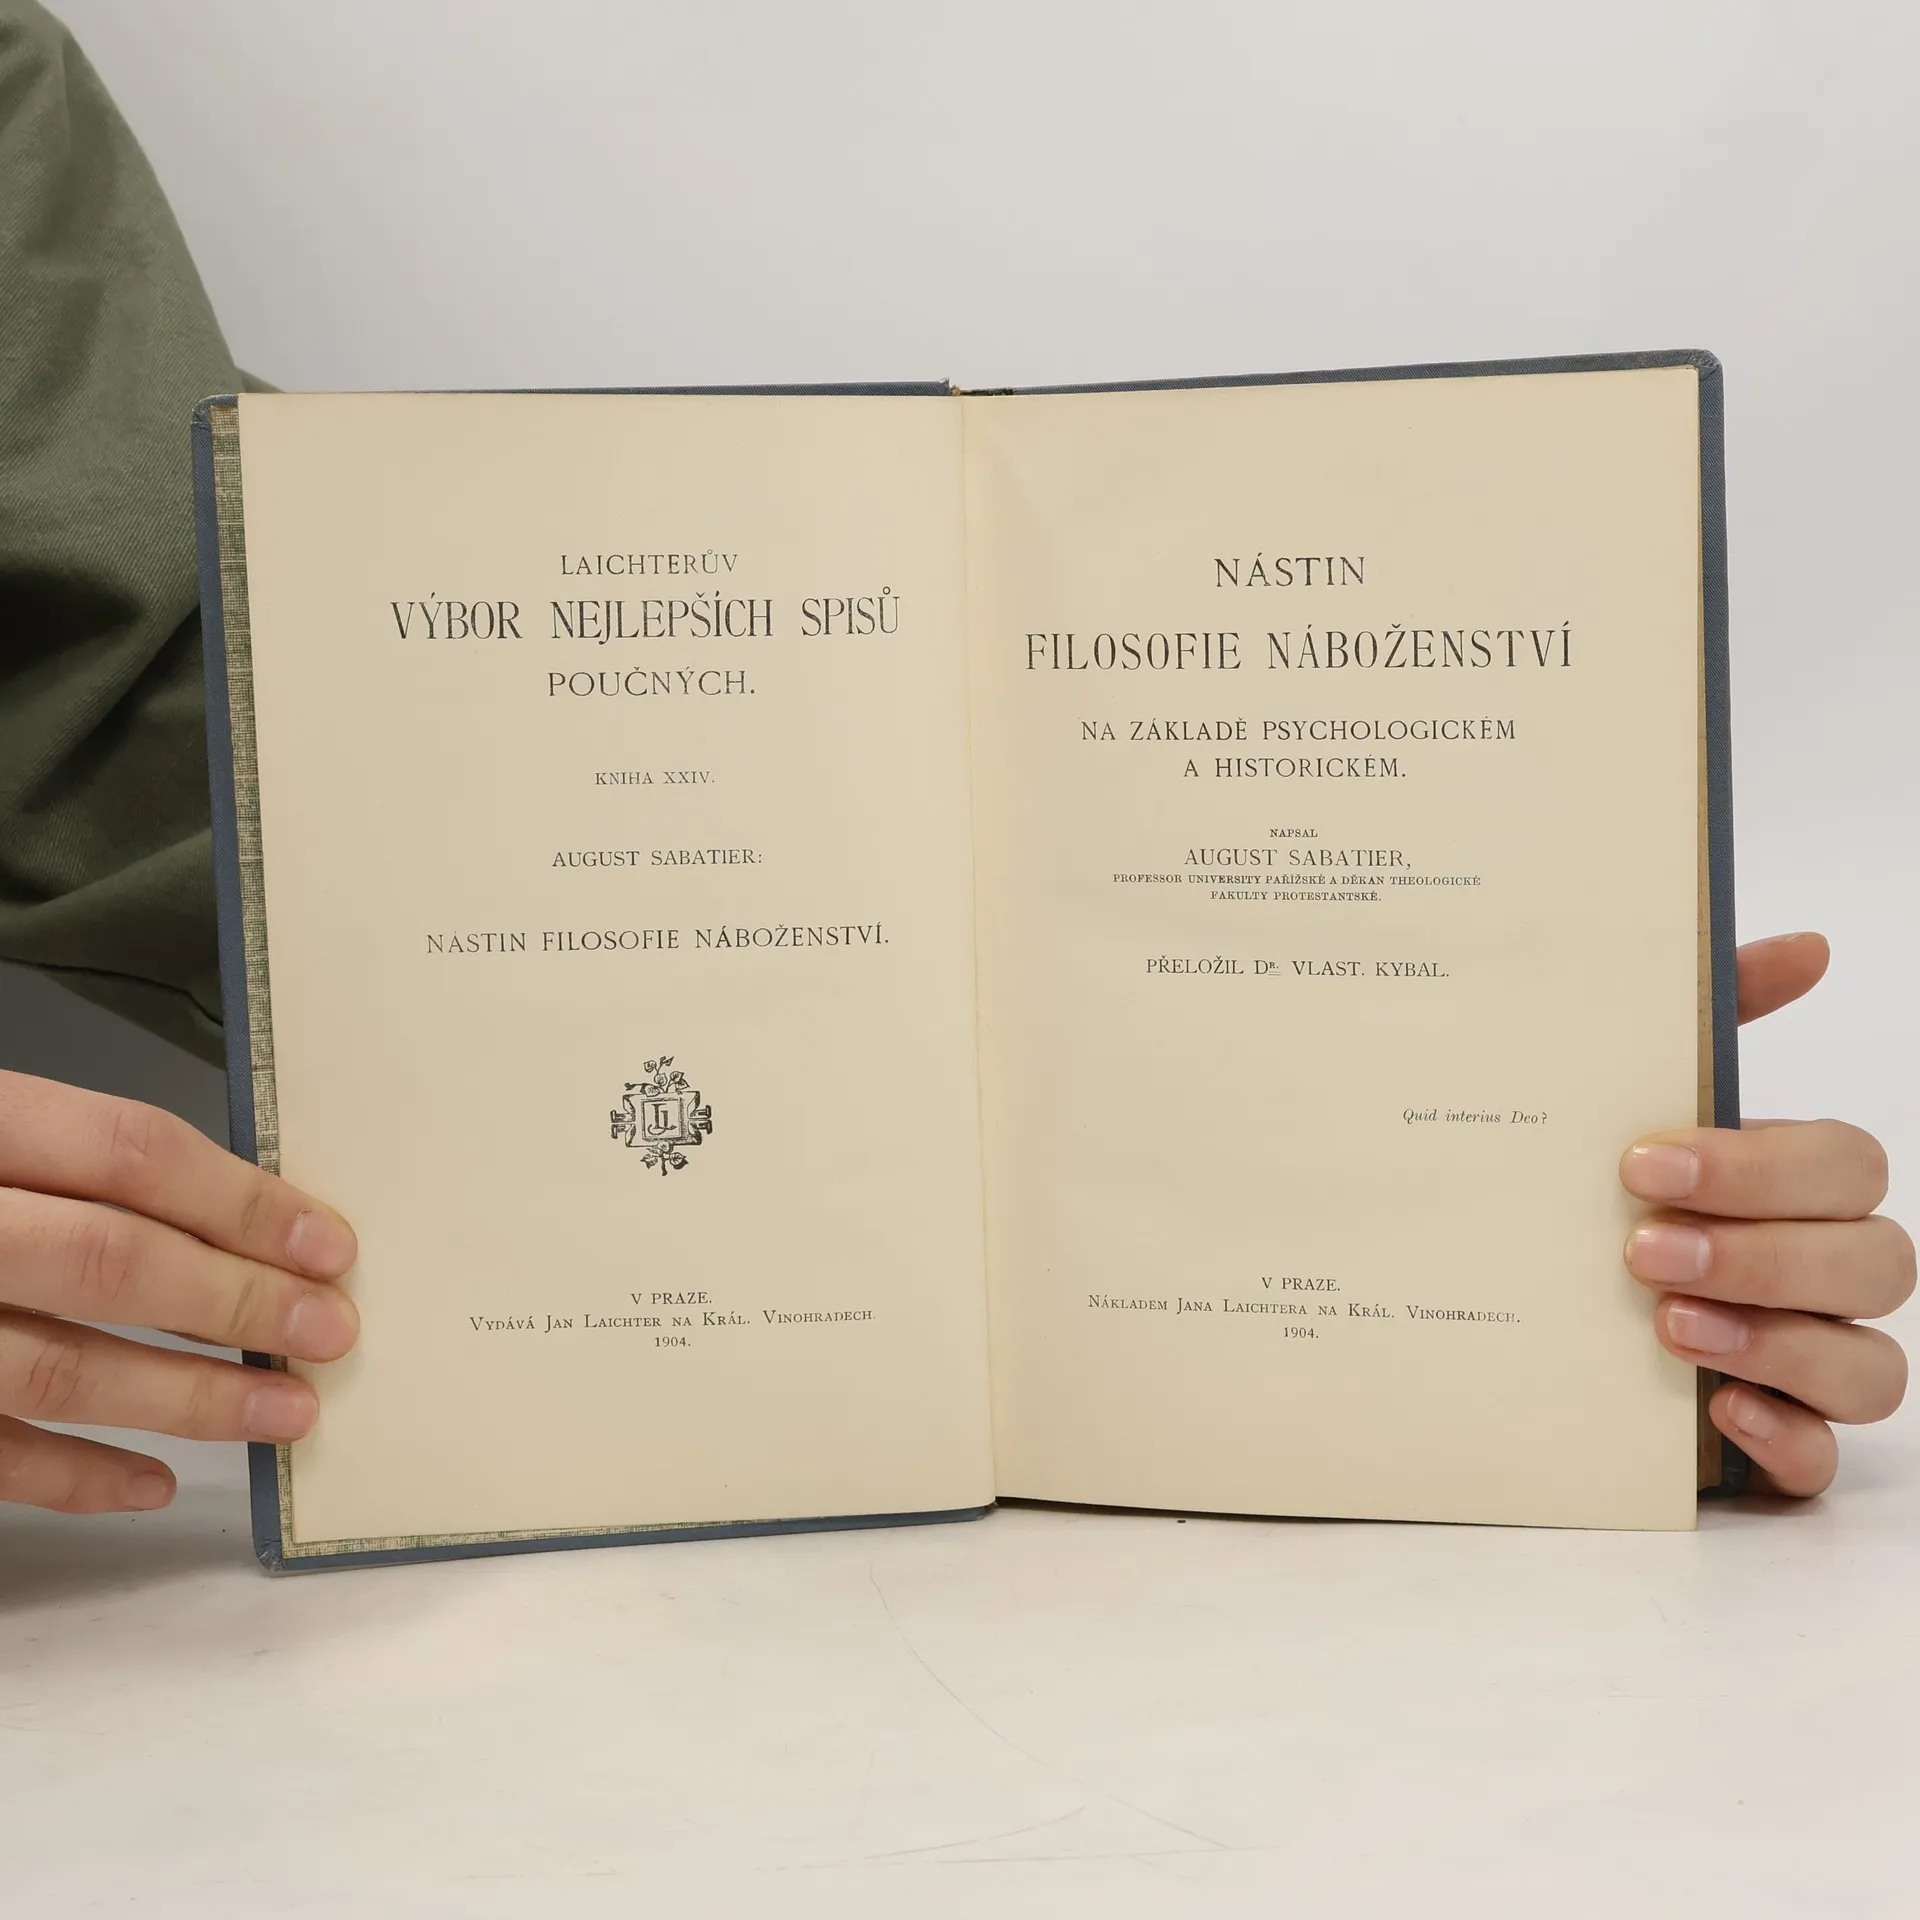 LAICHTERŮV
VÝBOR NEJLEPŠÍCH SPISŮ
POUČNÝCH.
KNIHA XXIV.
AUGUST SABATIER:
NÁSTIN FILOSOFIE NÁBOŽENSTVÍ.
JL
V PRAZE.
VYDÁVÁ JAN LAICHTER NA KRÁL. VINOHRADECH.
1904.
NÁSTIN
FILOSOFIE NÁBOŽENSTVÍ
NA ZÁKLADĚ PSYCHOLOGICKÉM
A HISTORICKÉM.
NAPSAL
AUGUST SABATIER,
PROFESSOR UNIVERSITY PAŘÍŽSKÉ A DĚKAN THEOLOGICKÉ
FAKULTY PROTESTANTSKÉ.
PŘELOŽIL DR. VLAST. KYBAL.
Quid interius Deo?
V PRAZE.
NÁKLADEM JANA LAICHTERA NA KRÁL. VINOHRADECH.
1904.